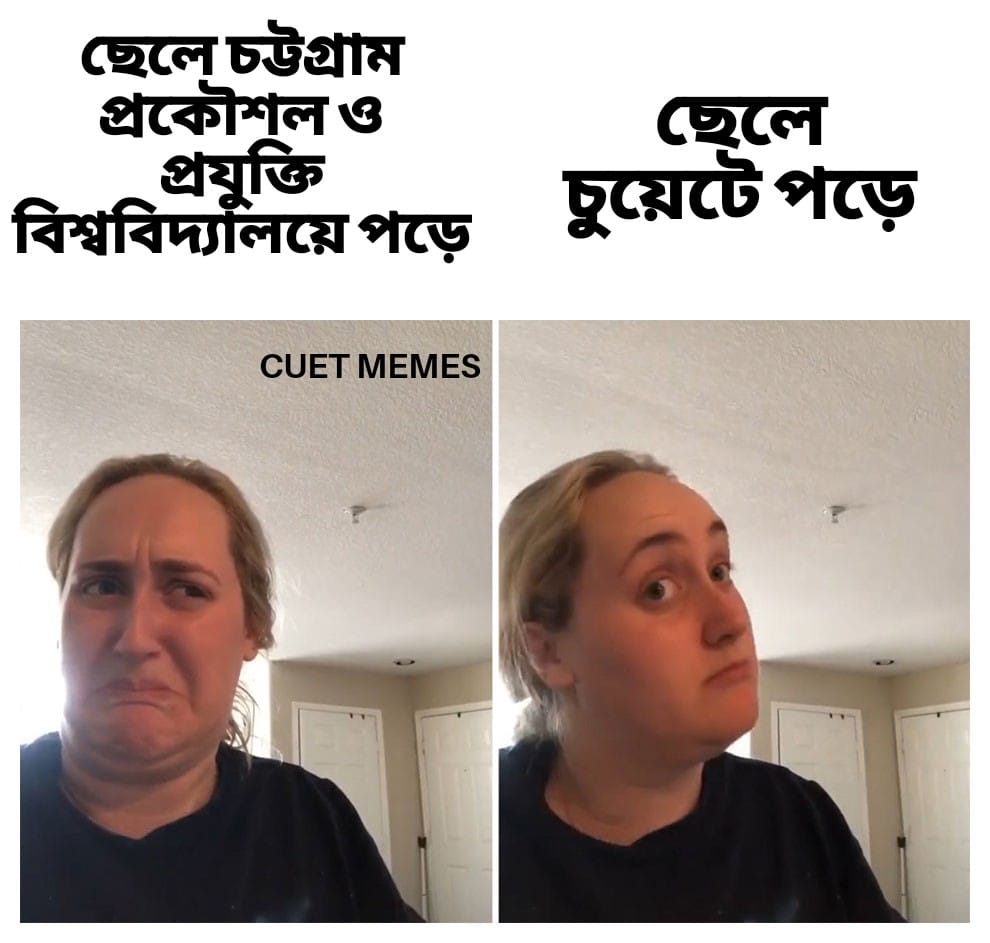 ছেলে চট্টগ্রাম
প্রকৌশল ও
প্রযুক্তি
বিশ্ববিদ্যালয়ে পড়ে
ছেলে
চুয়েটে পড়ে
CUET MEMES